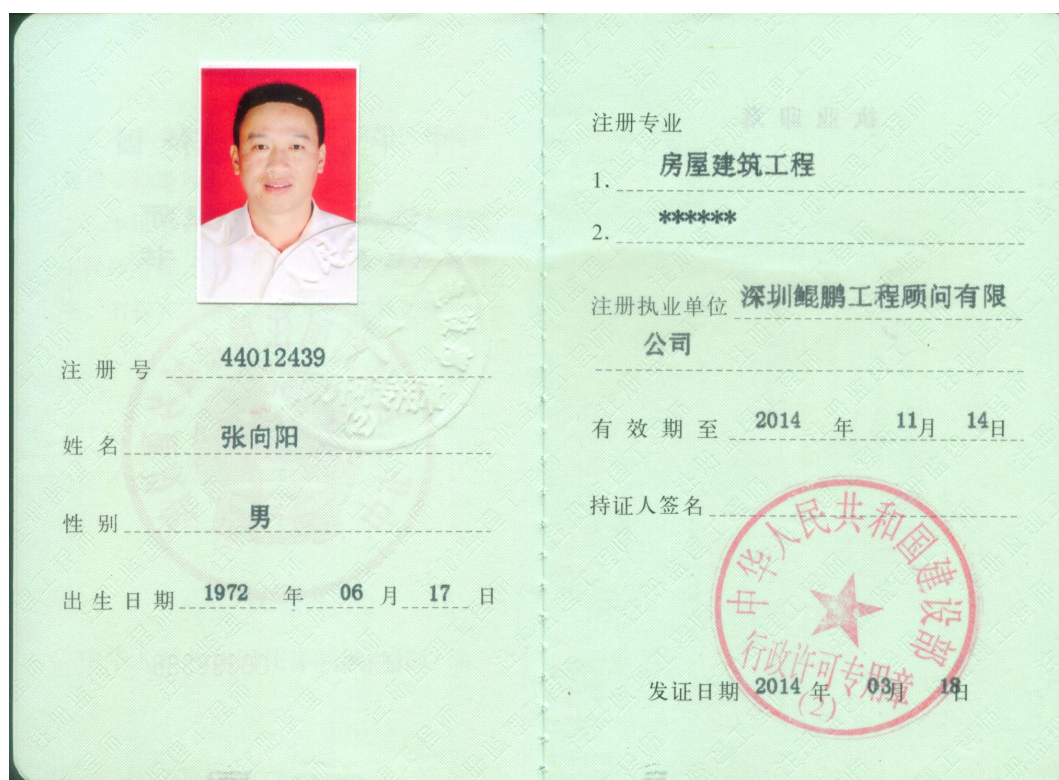 注册号 44012439
姓名 张向阳
性别 男
出生日期 1972 年 06 月 17 日
注册专业
1. 房屋建筑工程
2. ******
注册执业单位 深圳鲲鹏工程顾问有限
公司
有效期至 2014 年 11月 14日
持证人签名
中华人民共和国建设部
行政许可专用章
(2)
发证日期 2014 年 03月 18日